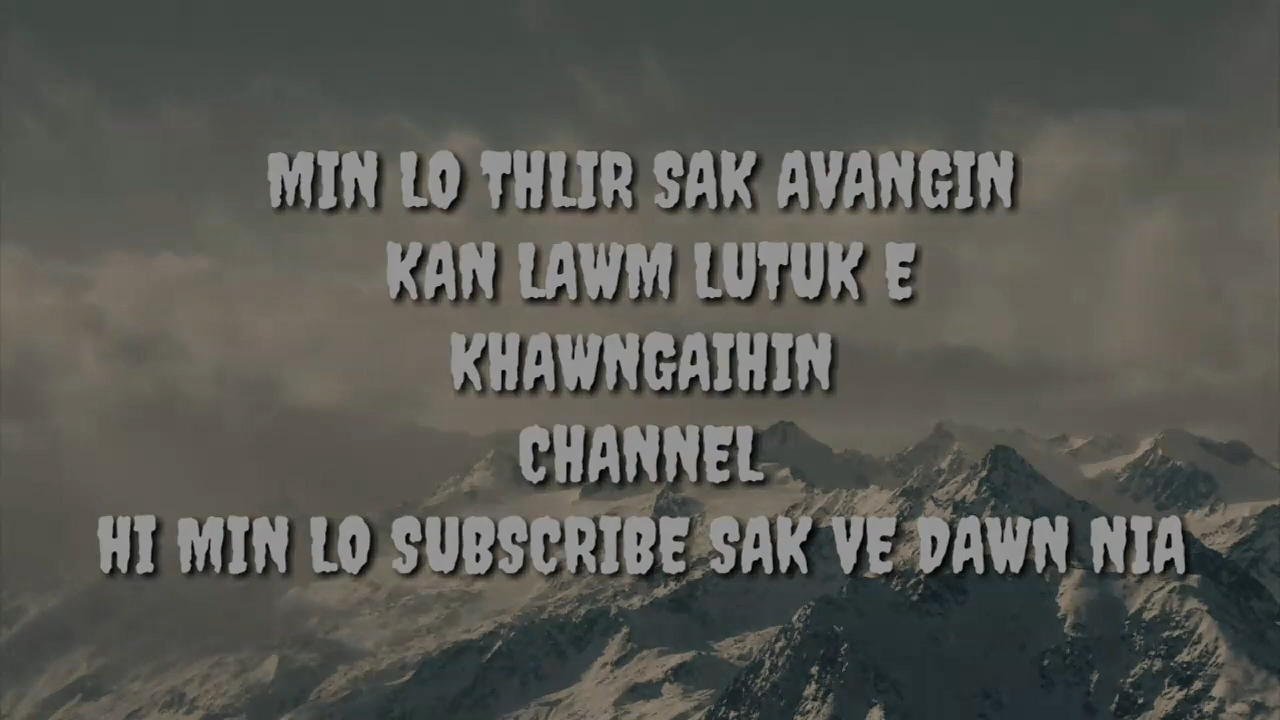 MIN LO THLIR SAK AVANGIN
KAN LAWM LUTUK E
KHAWNGAIHIN
CHANNEL
HI MIN LO SUBSCRIBE SAK VE DAWN NIA